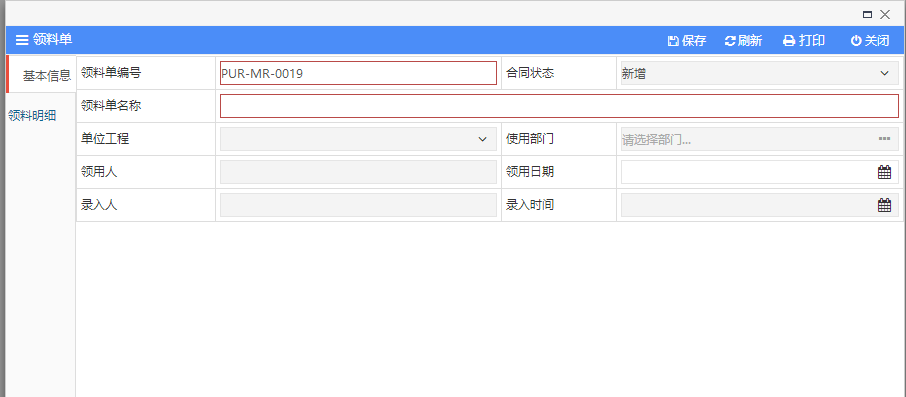 领料单 保存 刷新 打印 关闭
基本信息
领料明细
领料单编号 PUR-MR-0019 合同状态 新增
领料单名称
单位工程 使用部门 请选择部门...
领用人 领用日期
录入人 录入时间